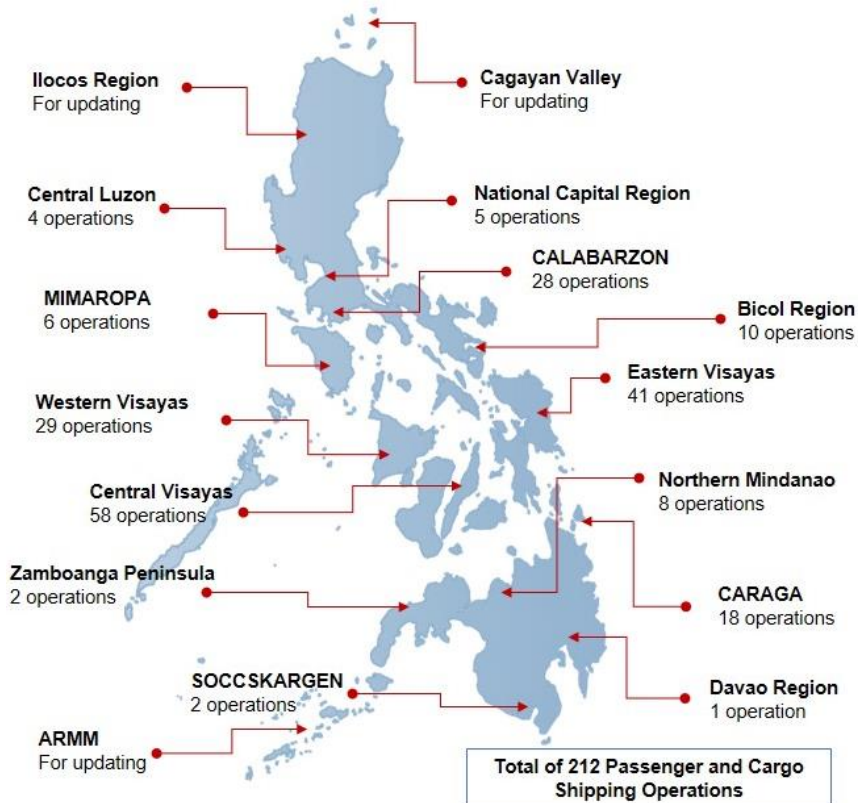 Ilocos Region
For updating
Cagayan Valley
For updating
Central Luzon
4 operations
National Capital Region
5 operations
CALABARZON
28 operations
MIMAROPA
6 operations
Bicol Region
10 operations
Eastern Visayas
41 operations
Western Visayas
29 operations
Central Visayas
58 operations
Northern Mindanao
8 operations
Zamboanga Peninsula
2 operations
CARAGA
18 operations
SOCCSKARGEN
2 operations
Davao Region
1 operation
ARMM
For updating
Total of 212 Passenger and Cargo
Shipping Operations